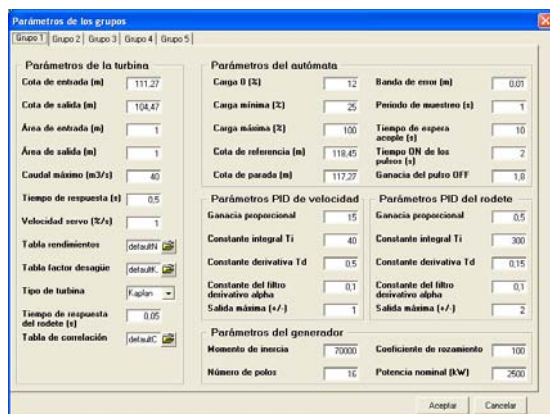 Parámetros de los grupos
Grupo 1 Grupo 2 Grupo 3 Grupo 4 Grupo 5
Parámetros de la turbina
Cota de entrada (m) 111,27
Cota de salida (m) 104,47
Área de entrada (m) 1
Área de salida (m) 1
Caudal máximo (m3/s) 40
Tiempo de respuesta (s) 0,5
Velocidad servo (%/s) 1
Tabla rendimientos defaultN
Tabla factor desagüe default
Tipo de turbina Kaplan
Tiempo de respuesta
del rodete (s) 0,05
Tabla de correlación defaultC
Parámetros del autómata
Carga 0 (%) 12
Carga mínima (%) 25
Carga máxima (%) 100
Cota de referencia (m) 118,45
Cota de parada (m) 117,27
Banda de error (m) 0,01
Periodo de muestreo (s) 1
Tiempo de espera
acople (s) 10
Tiempo ON de los
pulsos (s) 2
Ganacia del pulso OFF 1,8
Parámetros PID de velocidad
Ganacia proporcional 15
Constante integral Ti 40
Constante derivativa Td 0,5
Constante del filtro
derivativo alpha 0,1
Salida máxima (+/-) 1
Parámetros PID del rodete
Ganacia proporcional 0,5
Constante integral Ti 300
Constante derivativa Td 0,15
Constante del filtro
derivativo alpha 0,1
Salida máxima (+/-) 2
Parámetros del generador
Momento de inercia 70000
Número de polos 16
Coeficiente de rozamiento 100
Potencia nominal (kW) 2500
Aceptar Cancelar